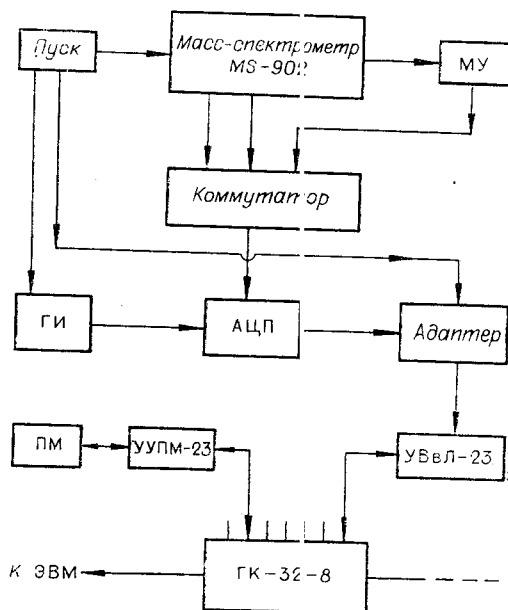 Пуск
Масс-спектрометр
MS-902
МУ
Коммутатор
ГИ
АЦП
Адаптер
ПМ
УУПМ-23
УВвЛ-23
К ЭВМ
ГК-32-8